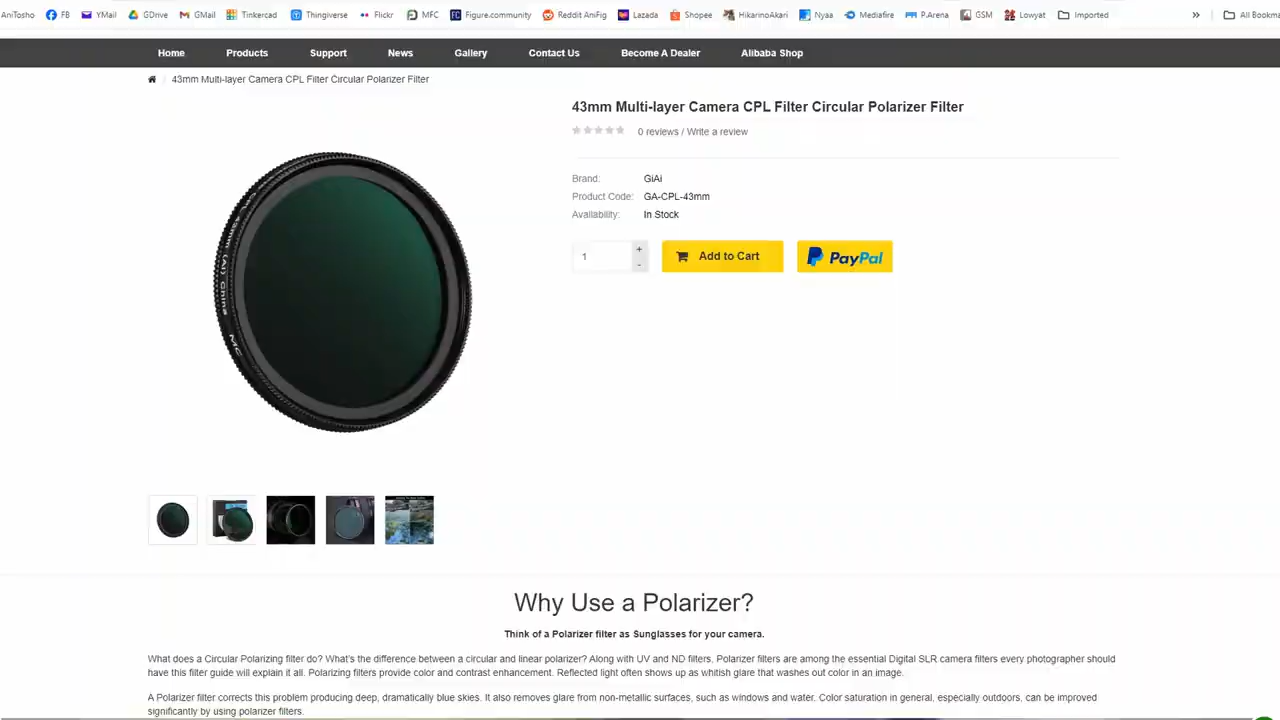 AniTosho FB YMail GDrive GMail Tinkercad Thingiverse Flickr MFC Figure.community Reddit AniFig Lazada Shopee HikarinoAkari Nyaa Mediafire P.Arena GSM Lowyat Imported » All Bookma
Home Products Support News Gallery Contact Us Become A Dealer Alibaba Shop
43mm Multi-layer Camera CPL Filter Circular Polarizer Filter
43mm Multi-layer Camera CPL Filter Circular Polarizer Filter
0 reviews / Write a review
Brand: GiAi
Product Code: GA-CPL-43mm
Availability: In Stock
1 + -
Add to Cart
PayPal
43mm (A) China MC
Why Use a Polarizer?
Think of a Polarizer filter as Sunglasses for your camera.
What does a Circular Polarizing filter do? What's the difference between a circular and linear polarizer? Along with UV and ND filters, Polarizer filters are among the essential Digital SLR camera filters every photographer should
have this filter guide will explain it all. Polarizing filters provide color and contrast enhancement. Reflected light often shows up as whitish glare that washes out color in an image.
A Polarizer filter corrects this problem producing deep, dramatically blue skies. It also removes glare from non-metallic surfaces, such as windows and water. Color saturation in general, especially outdoors, can be improved
significantly by using polarizer filters.